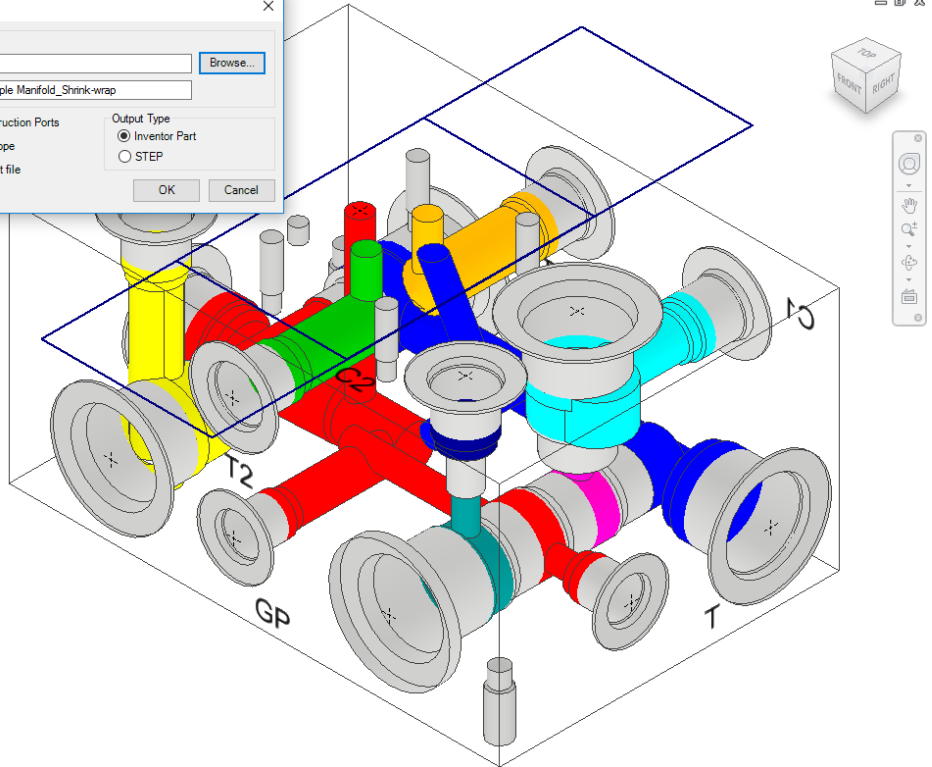 Browse...
ple Manifold_Shrink-wrap
ruction Ports
ope
t file
Output Type
Inventor Part
STEP
OK
Cancel
TOP
FRONT
RIGHT
C1
C2
T2
GP
T